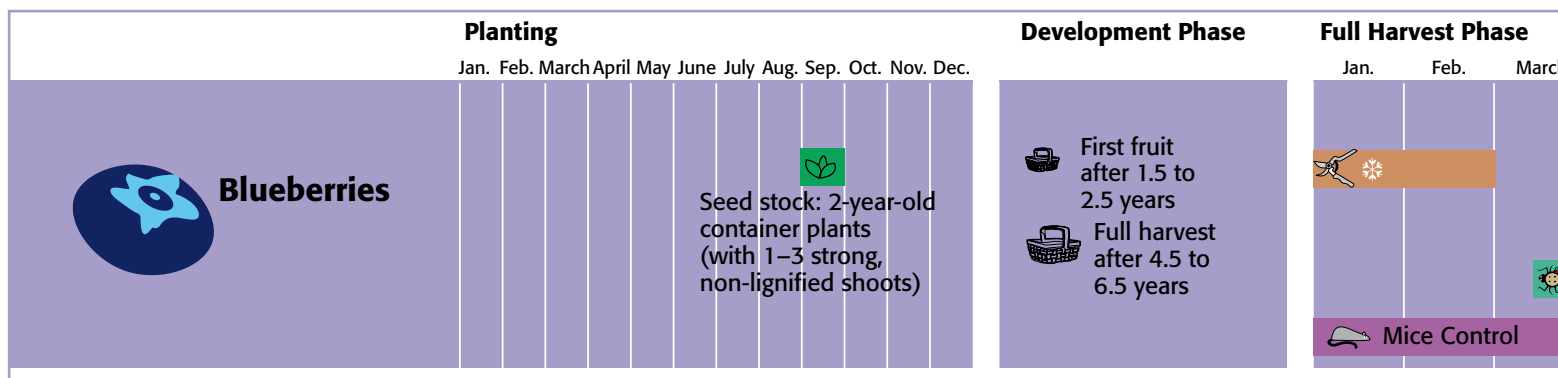 Planting
Development Phase
Full Harvest Phase
Jan. Feb. March April May June July Aug. Sep. Oct. Nov. Dec.
Jan. Feb. March
Blueberries
Seed stock: 2-year-old
container plants
(with 1–3 strong,
non-lignified shoots)
First fruit
after 1.5 to
2.5 years
Full harvest
after 4.5 to
6.5 years
Mice Control